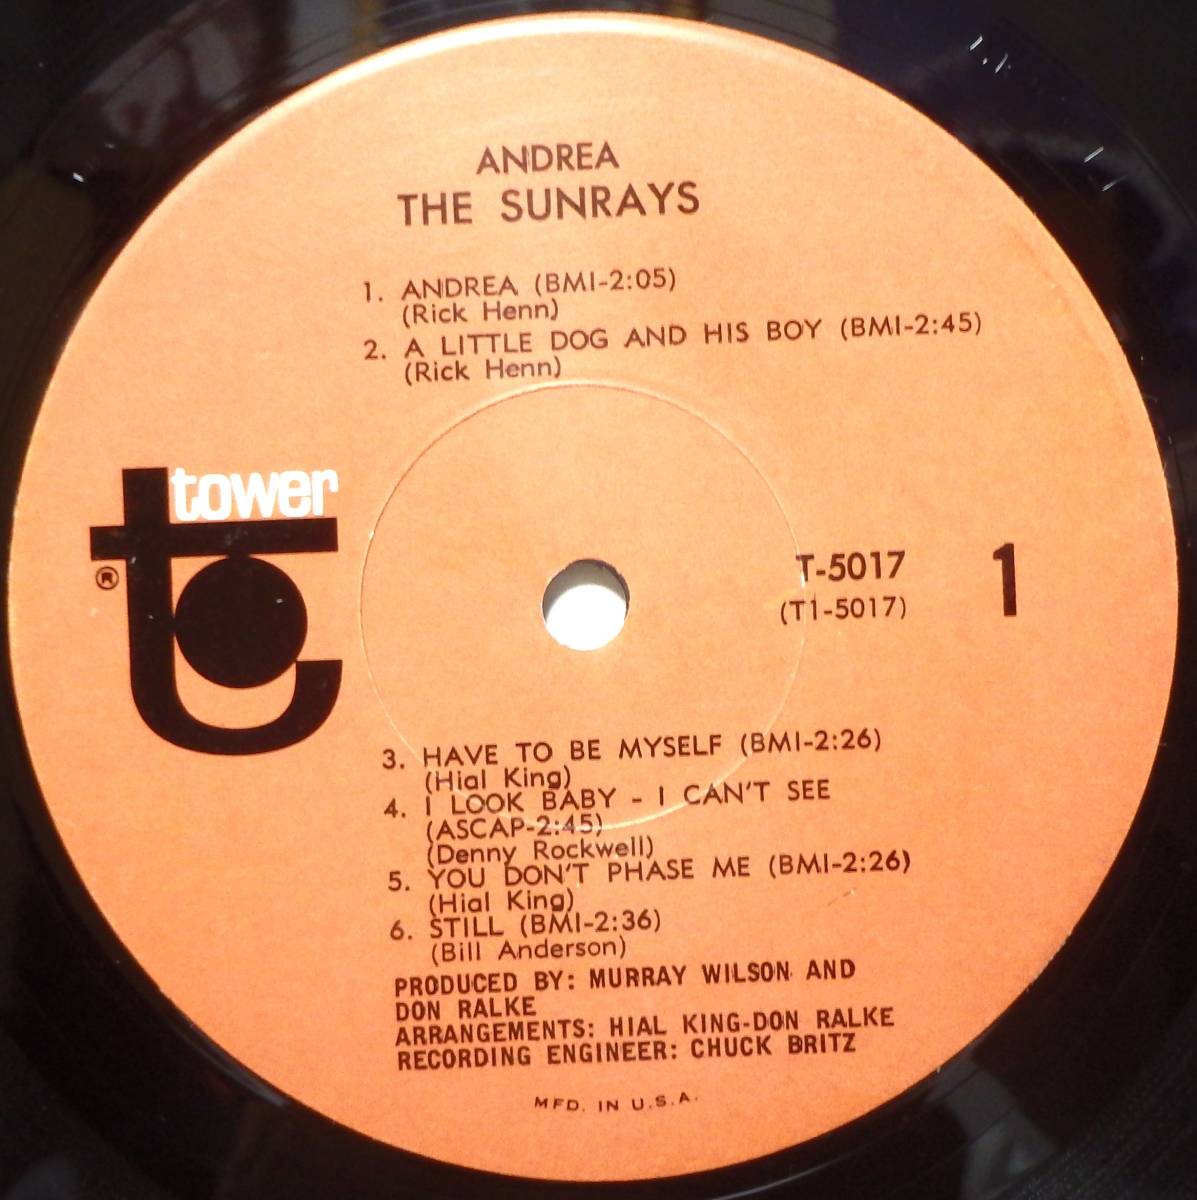 ANDREA
THE SUNRAYS
1. ANDREA (BMI-2:05)
(Rick Henn)
2. A LITTLE DOG AND HIS BOY (BMI-2:45)
(Rick Henn)
tower
®
T-5017
(T1-5017)
1
3. HAVE TO BE MYSELF (BMI-2:26)
(Hial King)
4. I LOOK BABY - I CAN'T SEE
(ASCAP-2:45)
(Denny Rockwell)
5. YOU DON'T PHASE ME (BMI-2:26)
(Hial King)
6. STILL (BMI-2:36)
(Bill Anderson)
PRODUCED BY: MURRAY WILSON AND
DON RALKE
ARRANGEMENTS: HIAL KING-DON RALKE
RECORDING ENGINEER: CHUCK BRITZ
MFD. IN U.S.A.